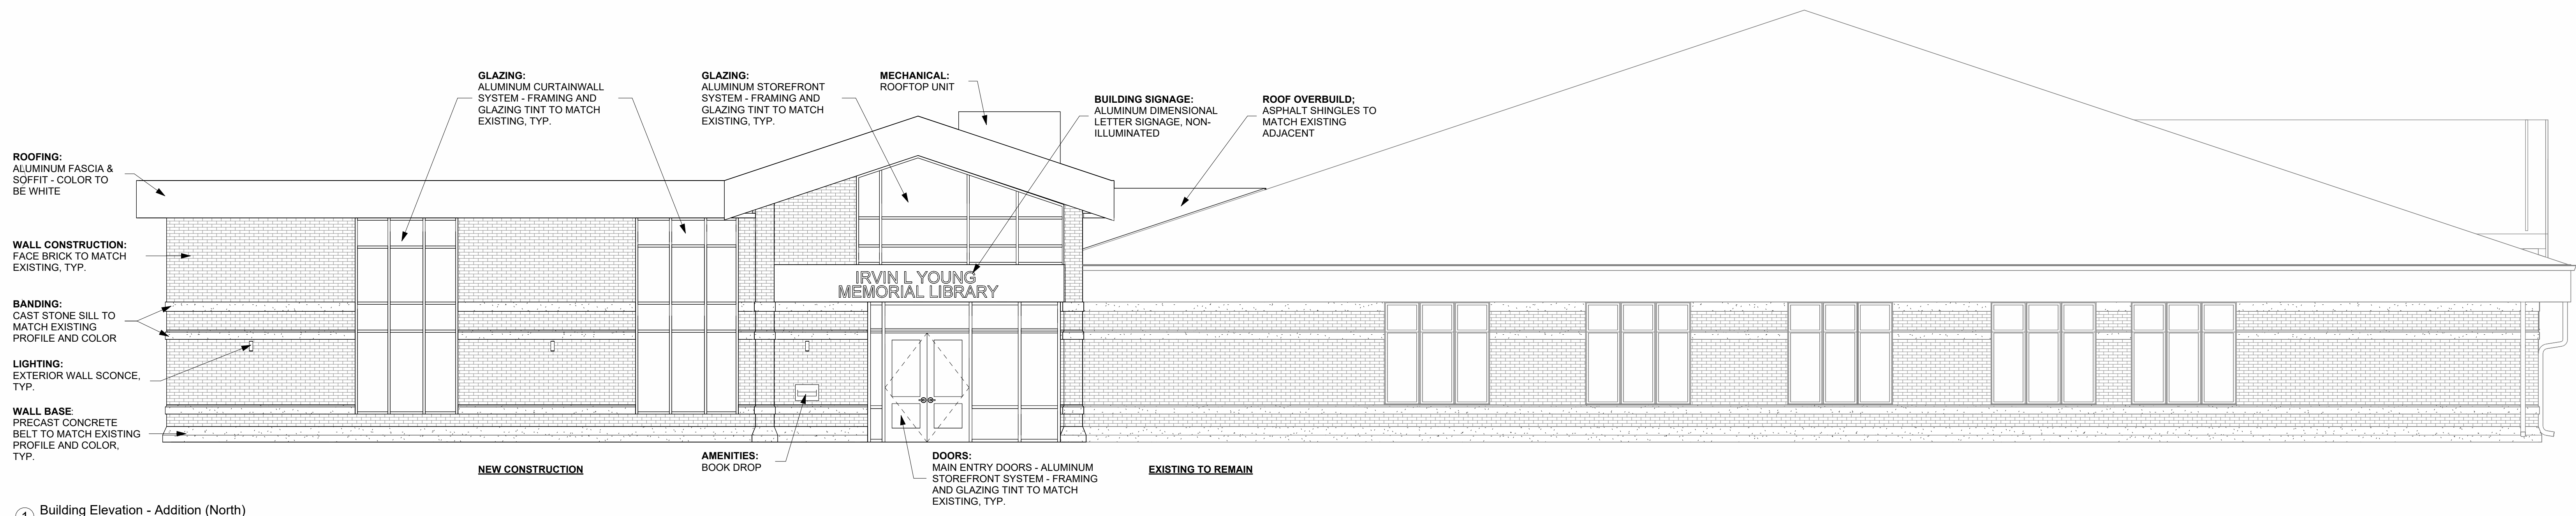 GLAZING:
ALUMINUM CURTAINWALL
SYSTEM - FRAMING AND
GLAZING TINT TO MATCH
EXISTING, TYP.
GLAZING:
ALUMINUM STOREFRONT
SYSTEM - FRAMING AND
GLAZING TINT TO MATCH
EXISTING, TYP.
MECHANICAL:
ROOFTOP UNIT
BUILDING SIGNAGE:
ALUMINUM DIMENSIONAL
LETTER SIGNAGE, NON-
ILLUMINATED
ROOF OVERBUILD;
ASPHALT SHINGLES TO
MATCH EXISTING
ADJACENT
ROOFING:
ALUMINUM FASCIA &
SOFFIT - COLOR TO
BE WHITE
WALL CONSTRUCTION:
FACE BRICK TO MATCH
EXISTING, TYP.
BANDING:
CAST STONE SILL TO
MATCH EXISTING
PROFILE AND COLOR
LIGHTING:
EXTERIOR WALL SCONCE,
TYP.
WALL BASE:
PRECAST CONCRETE
BELT TO MATCH EXISTING
PROFILE AND COLOR,
TYP.
IRVIN L YOUNG
MEMORIAL LIBRARY
NEW CONSTRUCTION
AMENITIES:
BOOK DROP
DOORS:
MAIN ENTRY DOORS - ALUMINUM
STOREFRONT SYSTEM - FRAMING
AND GLAZING TINT TO MATCH
EXISTING, TYP.
EXISTING TO REMAIN
1 Building Elevation - Addition (North)